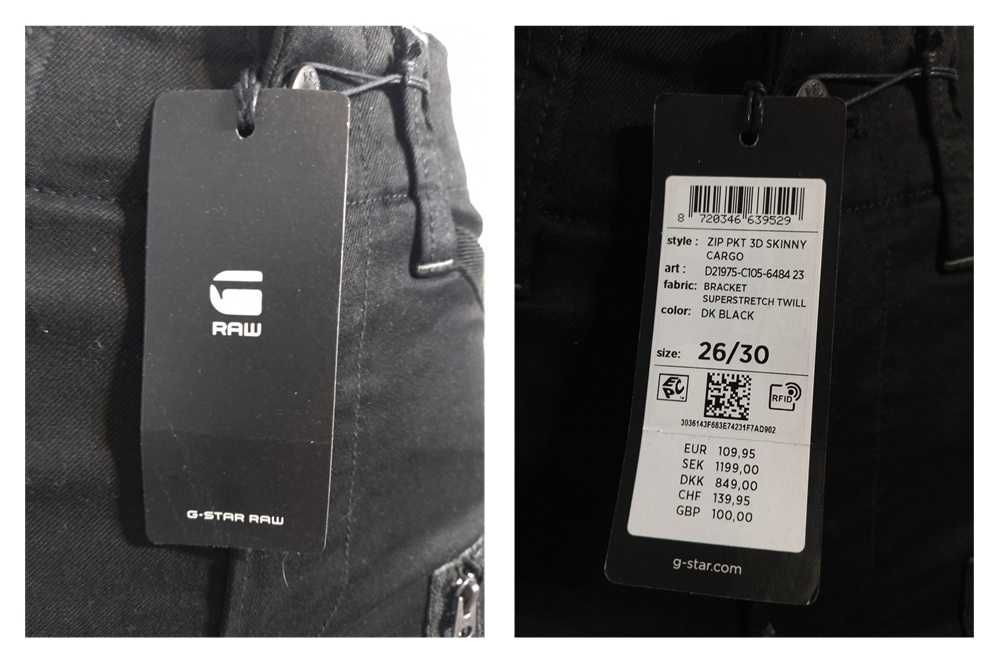 RAW
G-STAR RAW
8 720346 639529
style : ZIP PKT 3D SKINNY
CARGO
art : D21975-C105-6484 23
fabric: BRACKET
SUPERSTRETCH TWILL
color: DK BLACK
size: 26/30
EPC
RFID
3036143F683E74231F7AD902
EUR 109,95
SEK 1199,00
DKK 849,00
CHF 139,95
GBP 100,00
g-star.com